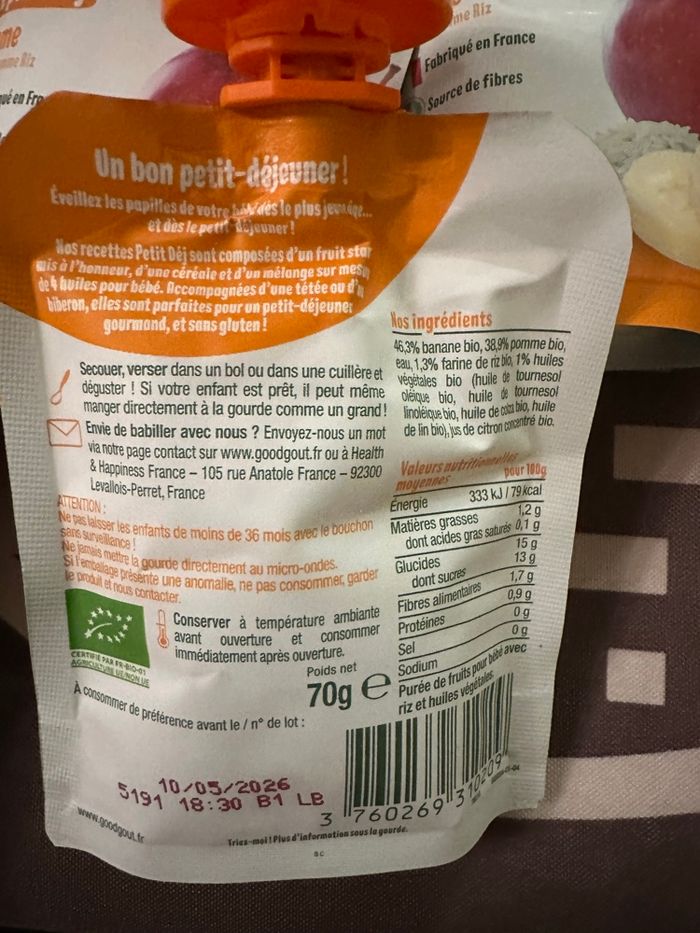 me
me Riz
Fabriqué en France
Source de fibres
Un bon petit-déjeuner !
Éveillez les papilles de votre dès le plus jeune âge...
et dès le petit déjeuner !
Nos recettes Petit Déj sont composées d'un fruit star
mis à l'honneur, d'une céréale et d'un mélange sur mesu
de 4 huiles pour bébé. Accompagnées d'une tétée ou d'
biberon, elles sont parfaites pour un petit-déjeuner
gourmand, et sans gluten !
Secouer, verser dans un bol ou dans une cuillère et
déguster ! Si votre enfant est prêt, il peut même
manger directement à la gourde comme un grand !
Envie de babiller avec nous ? Envoyez-nous un mot
via notre page contact sur www.goodgout.fr ou à Health
& Happiness France – 105 rue Anatole France – 92300
Levallois-Perret, France
ATTENTION :
Ne pas laisser les enfants de moins de 36 mois avec le bouchon
sans surveillance !
Ne jamais mettre la gourde directement au micro-ondes.
Si l'emballage présente une anomalie, ne pas consommer, garder
le produit et nous contacter.
CERTIFIÉ PAR FR-BIO-01
AGRICULTURE UE/NON UE
Conserver à température ambiante
avant ouverture et consommer
immédiatement après ouverture.
Poids net
70g e
À consommer de préférence avant le / n° de lot :
10/05/2026
5191 18:30 B1 LB
www.goodgout.fr
Triez-moi ! Plus d'information sous la gourde.
Nos ingrédients
46,3% banane bio, 38,9% pomme bio,
eau, 1,3% farine de riz bio, 1% huiles
végétales bio (huile de tournesol
oléique bio, huile de tournesol
linoléique bio, huile de colza bio, huile
de lin bio), jus de citron concentré bio.
Valeurs nutritionnelles
moyennes pour 100g
Énergie 333 kJ / 79 kcal
Matières grasses 1,2 g
dont acides gras saturés 0,1 g
Glucides 15 g
dont sucres 13 g
Fibres alimentaires 1,7 g
Protéines 0,9 g
Sel 0 g
Sodium 0 g
Purée de fruits pour bébé avec
riz et huiles végétales.
3 760269 310209